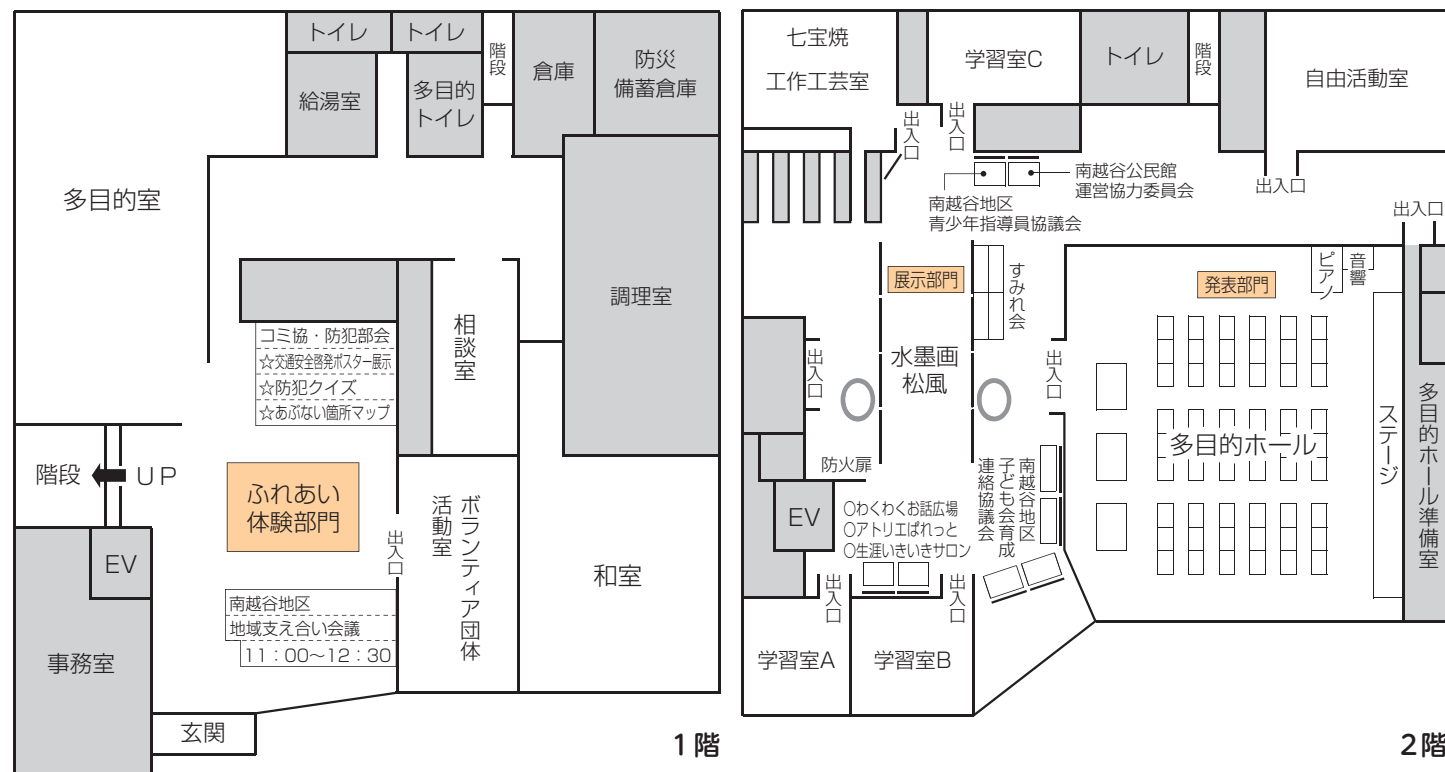 トイレ
トイレ
階段
倉庫
防災
備蓄倉庫
給湯室
多目的
トイレ
多目的室
調理室
相談室
コミ協・防犯部会
☆交通安全啓発ポスター展示
☆防犯クイズ
☆あぶない箇所マップ
階段
UP
ふれあい
体験部門
出入口
ボランティア団体
活動室
和室
EV
南越谷地区
地域支え合い会議
11：00～12：30
事務室
玄関
1階
七宝焼
工作工芸室
学習室C
トイレ
階段
自由活動室
出入口
出入口
南越谷公民館
運営協力委員会
南越谷地区
青少年指導員協議会
出入口
出入口
展示部門
すみれ会
発表部門
ピアノ
音響
出入口
水墨画
松風
出入口
多目的ホール
ステージ
多目的ホール準備室
防火扉
EV
○わくわくお話広場
○アトリエぱれっと
○生涯いきいきサロン
南越谷地区
子ども会育成
連絡協議会
出入口
出入口
学習室A
学習室B
2階